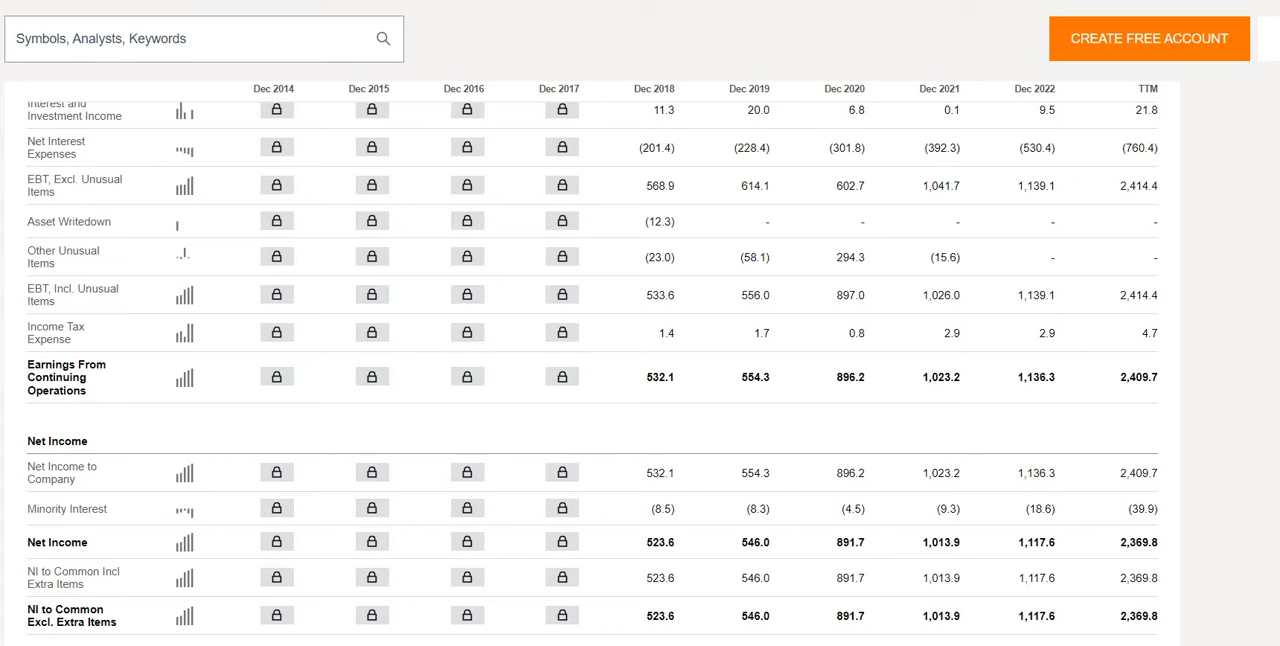 Symbols, Analysts, Keywords
CREATE FREE ACCOUNT
Dec 2014 Dec 2015 Dec 2016 Dec 2017 Dec 2018 Dec 2019 Dec 2020 Dec 2021 Dec 2022 TTM
Interest and
Investment Income 11.3 20.0 6.8 0.1 9.5 21.8
Net Interest
Expenses (201.4) (228.4) (301.8) (392.3) (530.4) (760.4)
EBT, Excl. Unusual
Items 568.9 614.1 602.7 1,041.7 1,139.1 2,414.4
Asset Writedown (12.3) - - - - -
Other Unusual
Items (23.0) (58.1) 294.3 (15.6) - -
EBT, Incl. Unusual
Items 533.6 556.0 897.0 1,026.0 1,139.1 2,414.4
Income Tax
Expense 1.4 1.7 0.8 2.9 2.9 4.7
Earnings From
Continuing 532.1 554.3 896.2 1,023.2 1,136.3 2,409.7
Operations
Net Income
Net Income to
Company 532.1 554.3 896.2 1,023.2 1,136.3 2,409.7
Minority Interest (8.5) (8.3) (4.5) (9.3) (18.6) (39.9)
Net Income 523.6 546.0 891.7 1,013.9 1,117.6 2,369.8
NI to Common Incl
Extra Items 523.6 546.0 891.7 1,013.9 1,117.6 2,369.8
NI to Common
Excl. Extra Items 523.6 546.0 891.7 1,013.9 1,117.6 2,369.8